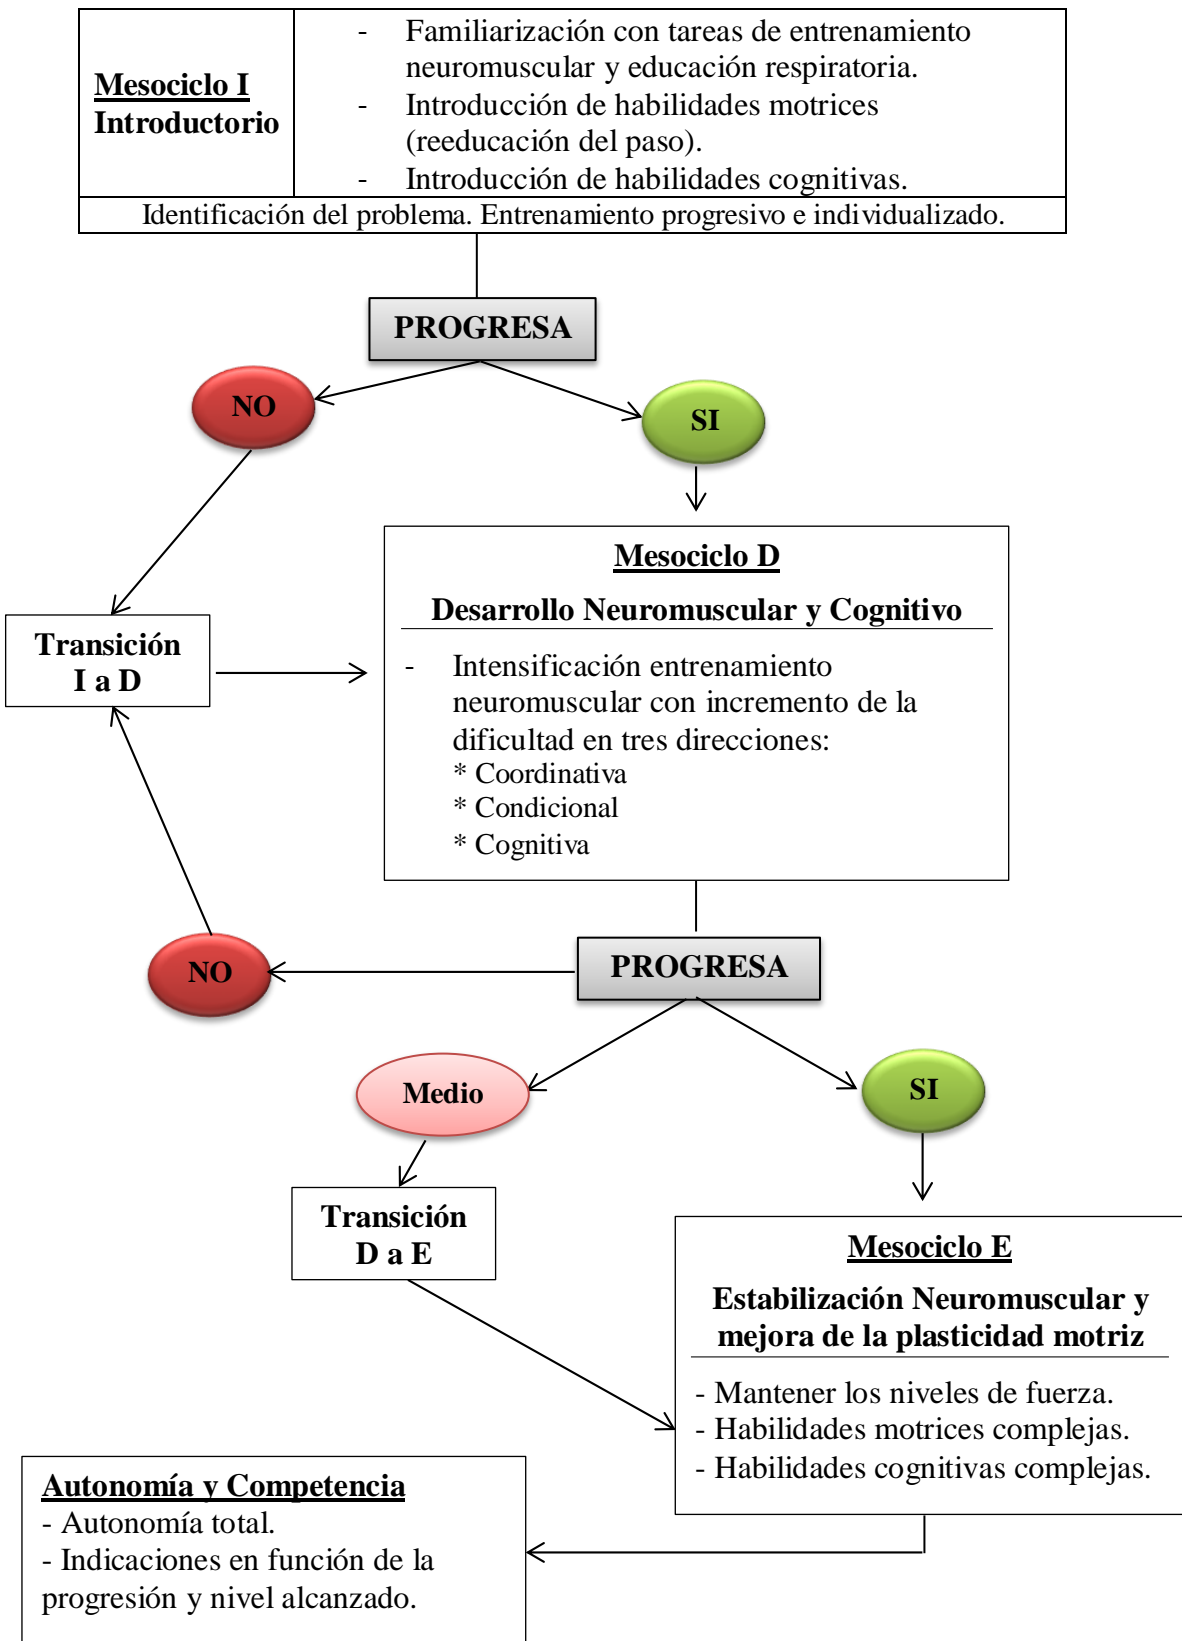 Mesociclo I
Introductorio
- Familiarización con tareas de entrenamiento
neuromuscular y educación respiratoria.
- Introducción de habilidades motrices
(reeducación del paso).
- Introducción de habilidades cognitivas.
Identificación del problema. Entrenamiento progresivo e individualizado.
PROGRESA
NO
SI
Mesociclo D
Desarrollo Neuromuscular y Cognitivo
- Intensificación entrenamiento
neuromuscular con incremento de la
dificultad en tres direcciones:
* Coordinativa
* Condicional
* Cognitiva
Transición
I a D
PROGRESA
NO
Medio
SI
Transición
D a E
Mesociclo E
Estabilización Neuromuscular y
mejora de la plasticidad motriz
- Mantener los niveles de fuerza.
- Habilidades motrices complejas.
- Habilidades cognitivas complejas.
Autonomía y Competencia
- Autonomía total.
- Indicaciones en función de la
progresión y nivel alcanzado.